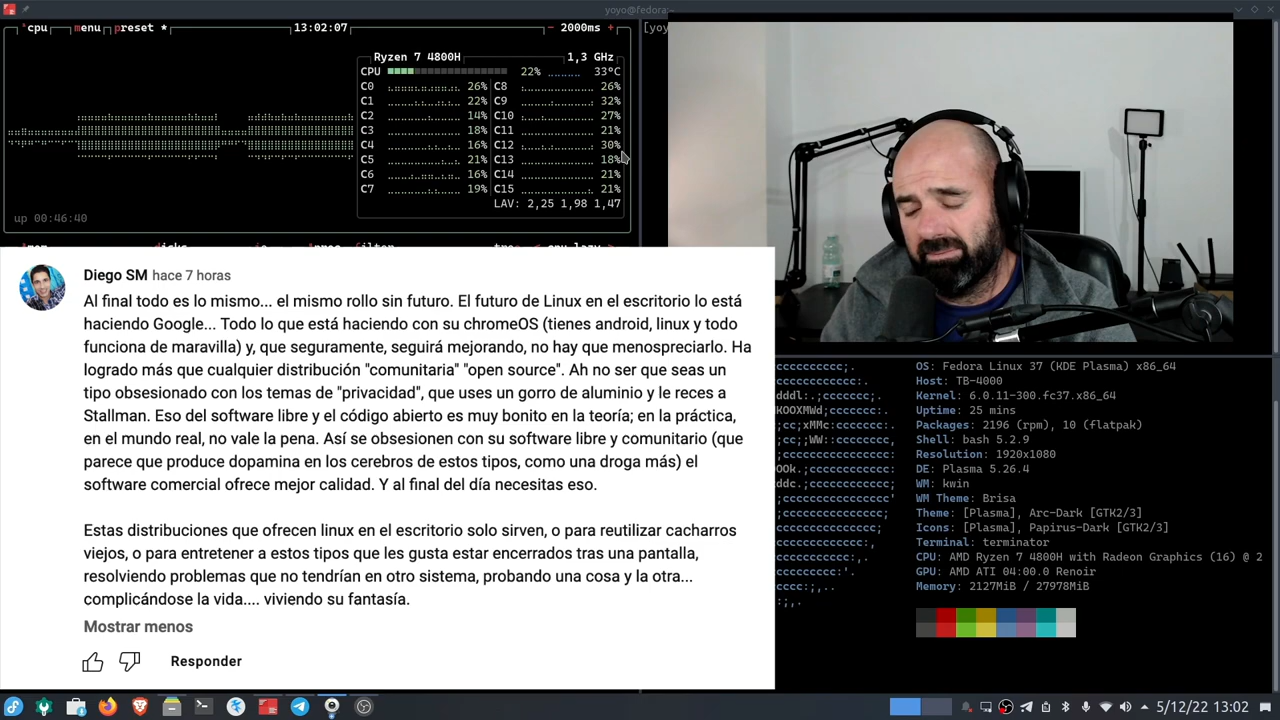 yoyo@fedora:~
cpu menu preset * 13:02:07 - 2000ms +
[yoy
Ryzen 7 4800H 1,3 GHz
CPU 22% 33ºC
C0 26% C8 26%
C1 22% C9 32%
C2 14% C10 27%
C3 18% C11 21%
C4 16% C12 30%
C5 21% C13 18%
C6 16% C14 21%
C7 19% C15 21%
LAV: 2,25 1,98 1,47
up 00:46:40
Diego SM hace 7 horas
Al final todo es lo mismo... el mismo rollo sin futuro. El futuro de Linux en el escritorio lo está
haciendo Google... Todo lo que está haciendo con su chromeOS (tienes android, linux y todo
funciona de maravilla) y, que seguramente, seguirá mejorando, no hay que menospreciarlo. Ha
logrado más que cualquier distribución "comunitaria" "open source". Ah no ser que seas un
tipo obsesionado con los temas de "privacidad", que uses un gorro de aluminio y le reces a
Stallman. Eso del software libre y el código abierto es muy bonito en la teoría; en la práctica,
en el mundo real, no vale la pena. Así se obsesionen con su software libre y comunitario (que
parece que produce dopamina en los cerebros de estos tipos, como una droga más) el
software comercial ofrece mejor calidad. Y al final del día necesitas eso.
Estas distribuciones que ofrecen linux en el escritorio solo sirven, o para reutilizar cacharros
viejos, o para entretener a estos tipos que les gusta estar encerrados tras una pantalla,
resolviendo problemas que no tendrían en otro sistema, probando una cosa y la otra...
complicándose la vida.... viviendo su fantasía.
Mostrar menos
Responder
cccccccccc;. OS: Fedora Linux 37 (KDE Plasma) x86_64
Host: TB-4000
Kernel: 6.0.11-300.fc37.x86_64
Uptime: 25 mins
Packages: 2196 (rpm), 10 (flatpak)
Shell: bash 5.2.9
Resolution: 1920x1080
DE: Plasma 5.26.4
WM: kwin
WM Theme: Brisa
Theme: [Plasma], Arc-Dark [GTK2/3]
Icons: [Plasma], Papirus-Dark [GTK2/3]
Terminal: terminator
CPU: AMD Ryzen 7 4800H with Radeon Graphics (16) @ 2
GPU: AMD ATI 04:00.0 Renoir
Memory: 2127MiB / 27978MiB
5/12/22 13:02